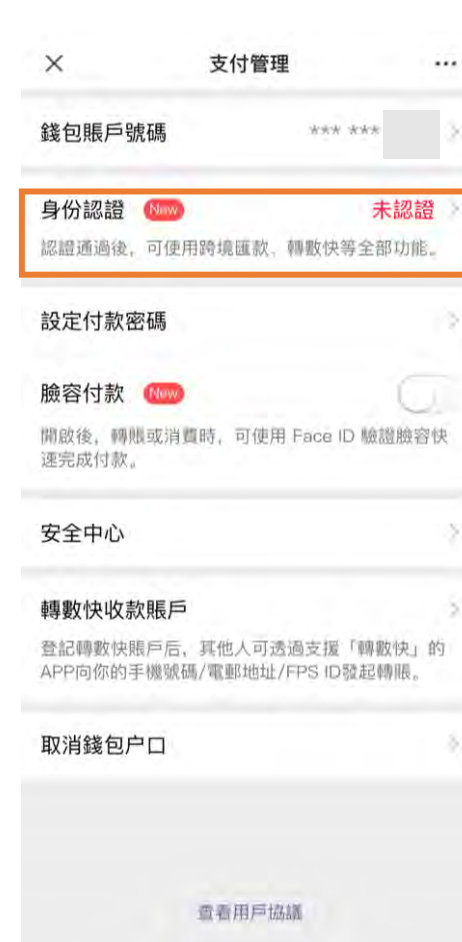 支付管理
錢包賬戶號碼 *** ***
身份認證 New 未認證
認證通過後，可使用跨境匯款、轉數快等全部功能。
設定付款密碼
臉容付款 New
開啟後，轉賬或消費時，可使用 Face ID 驗證臉容快
速完成付款。
安全中心
轉數快收款賬戶
登記轉數快賬戶后，其他人可透過支援「轉數快」的
APP向你的手機號碼/電郵地址/FPS ID發起轉賬。
取消錢包户口
查看用戶協議